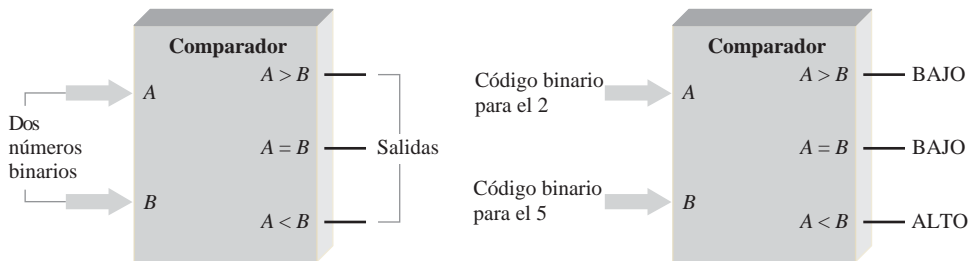 Comparador
A > B
A
Dos
números
binarios
A = B
Salidas
B
A < B
Comparador
A > B
BAJO
Código binario
para el 2
A
A = B
BAJO
Código binario
para el 5
B
A < B
ALTO